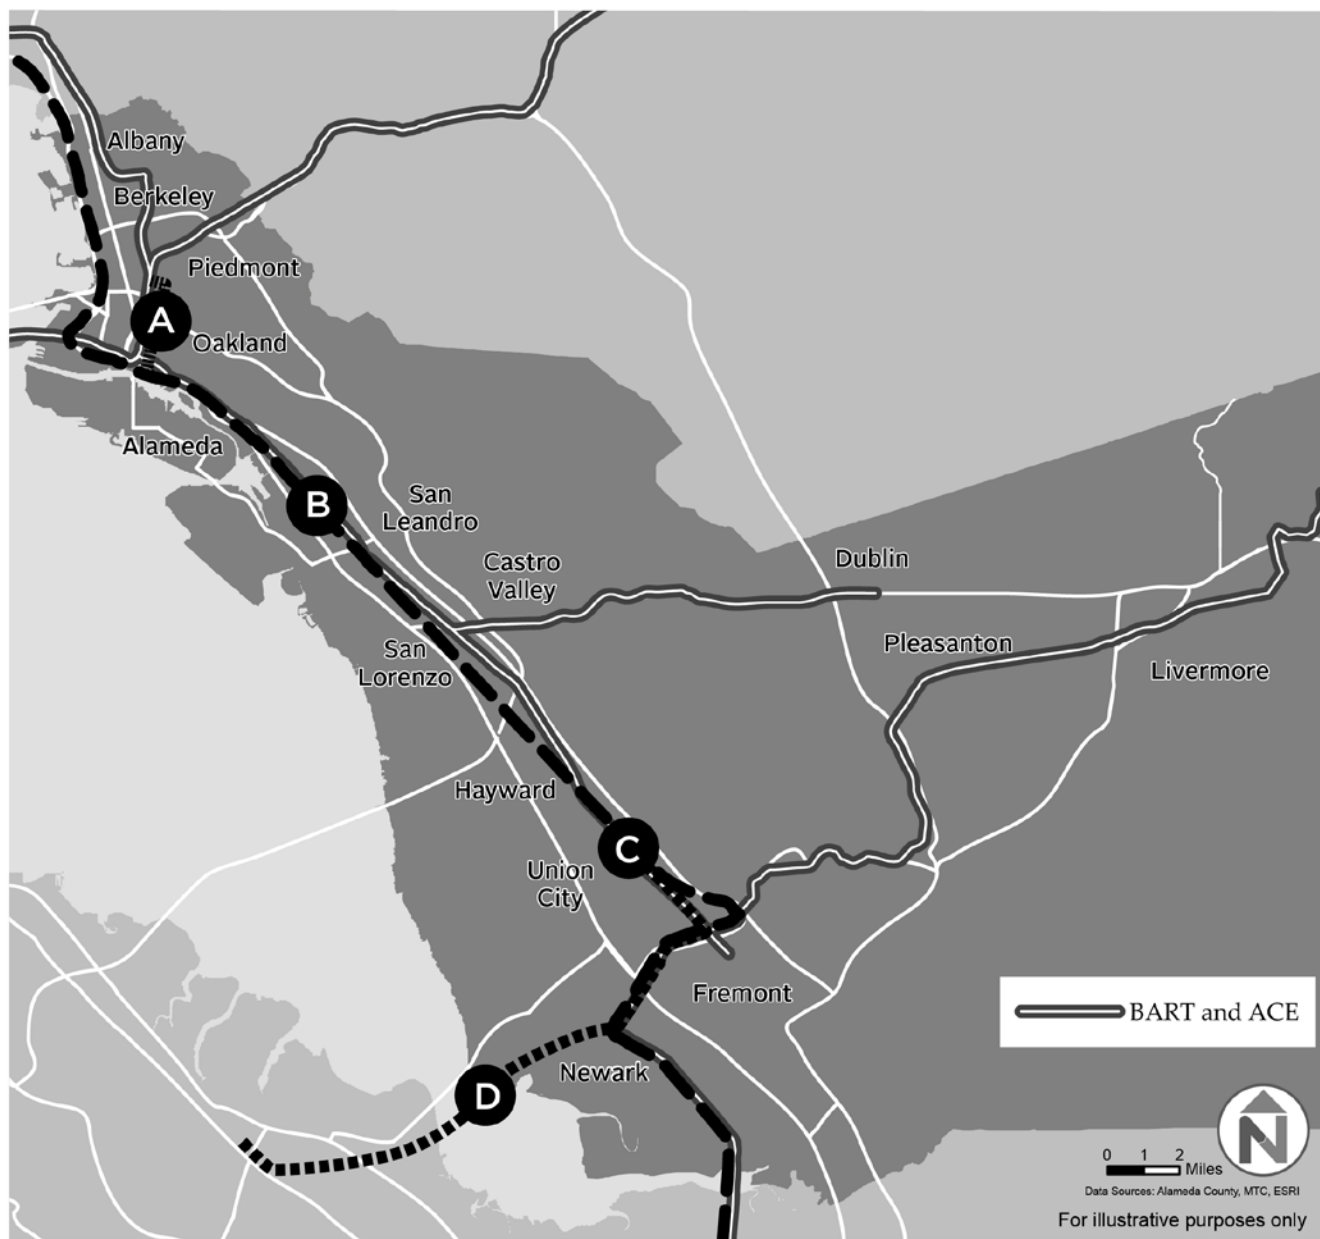 Albany
Berkeley
Piedmont
A
Oakland
Alameda
B
San
Leandro
Castro
Valley
Dublin
San
Lorenzo
Pleasanton
Livermore
Hayward
C
Union
City
Fremont
BART and ACE
Newark
D
N
0 1 2
Miles
Data Sources: Alameda County, MTC, ESRI
For illustrative purposes only